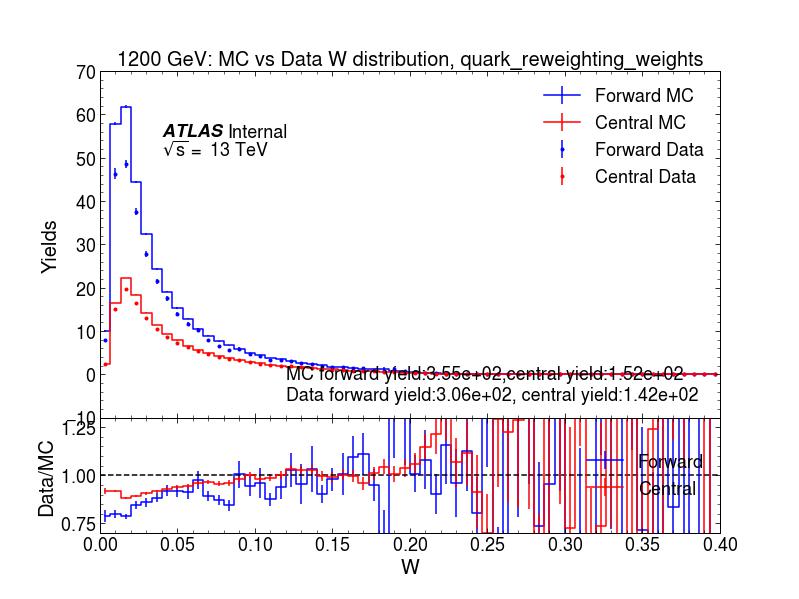 1200 GeV: MC vs Data W distribution, quark_reweighting_weights
70
60
50
40
30
20
10
0
−10
Yields
ATLAS Internal
√s = 13 TeV
Forward MC
Central MC
Forward Data
Central Data
MC forward yield:3.55e+02,central yield:1.52e+02
Data forward yield:3.06e+02, central yield:1.42e+02
1.25
1.00
0.75
Data/MC
Forward
Central
0.00 0.05 0.10 0.15 0.20 0.25 0.30 0.35 0.40
W